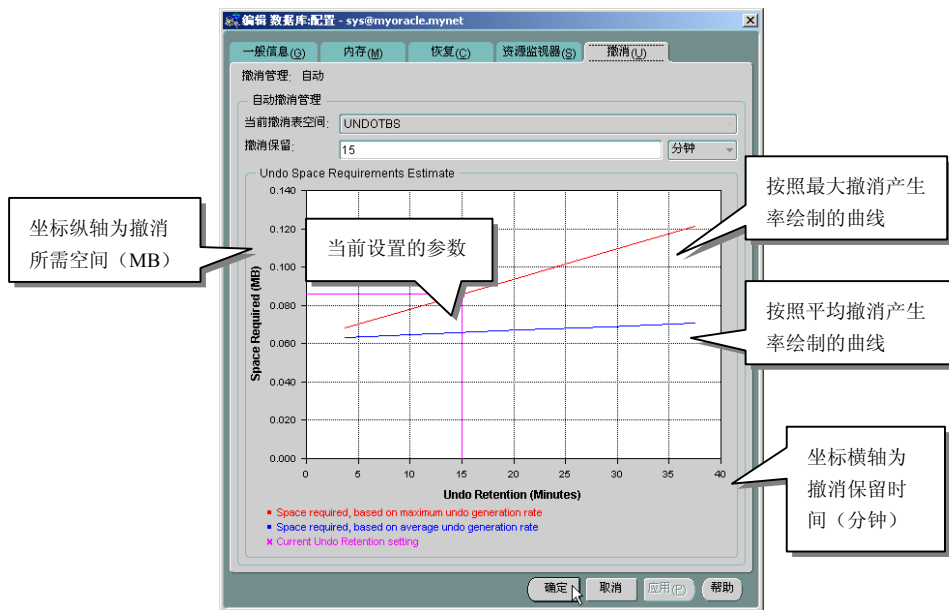 编辑 数据库:配置 - sys@myoracle.mynet
一般信息(G)
内存(M)
恢复(C)
资源监视器(S)
撤消(U)
撤消管理: 自动
自动撤消管理
当前撤消表空间:
UNDOTBS
撤消保留:
15
分钟
Undo Space Requirements Estimate
0.140
0.120
0.100
0.080
0.060
0.040
0.020
0.000
Space Required (MB)
0
5
10
15
20
25
30
35
40
Undo Retention (Minutes)
Space required, based on maximum undo generation rate
Space required, based on average undo generation rate
Current Undo Retention setting
确定
取消
应用(P)
帮助
坐标纵轴为撤消
所需空间（MB）
当前设置的参数
按照最大撤消产生
率绘制的曲线
按照平均撤消产生
率绘制的曲线
坐标横轴为
撤消保留时
间（分钟）